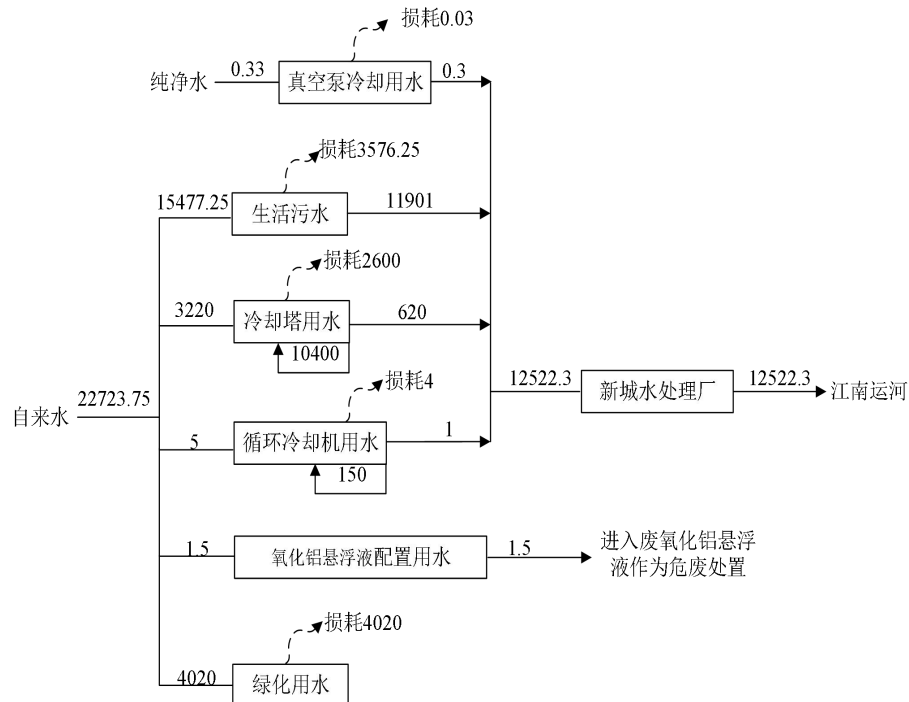 损耗0.03
纯净水
0.33
真空泵冷却用水
0.3
损耗3576.25
15477.25
生活污水
11901
损耗2600
3220
冷却塔用水
620
10400
损耗4
12522.3
新城水处理厂
12522.3
江南运河
22723.75
自来水
5
循环冷却机用水
1
150
1.5
氧化铝悬浮液配置用水
1.5
进入废氧化铝悬浮
液作为危废处置
损耗4020
4020
绿化用水